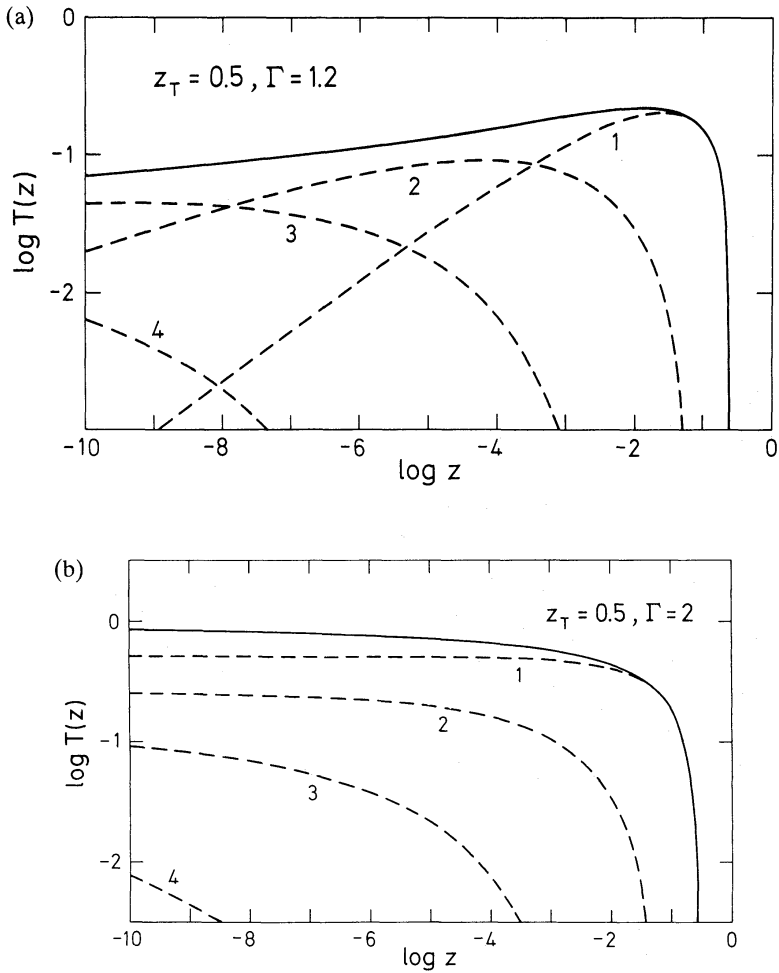 (a)
0
z_T = 0.5 , Γ = 1.2
-1
1
2
log T(z)
3
-2
4
-10 -8 -6 -4 -2 0
log z
(b)
0
z_T = 0.5 , Γ = 2
1
2
-1
log T(z)
3
-2
4
-10 -8 -6 -4 -2 0
log z